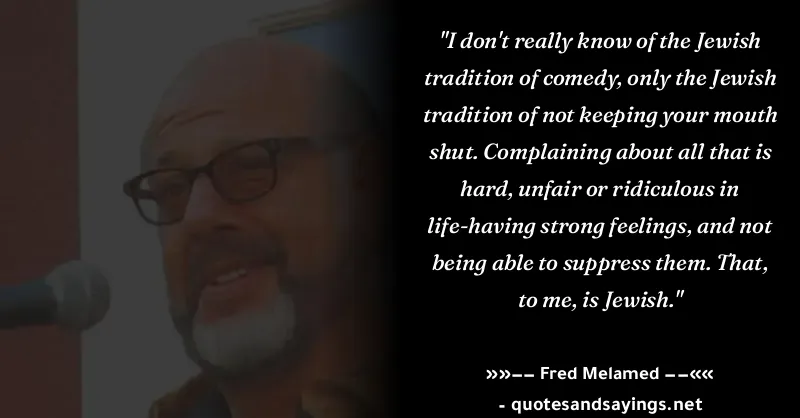 "I don't really know of the Jewish
tradition of comedy, only the Jewish
tradition of not keeping your mouth
shut. Complaining about all that is
hard, unfair or ridiculous in
life-having strong feelings, and not
being able to suppress them. That,
to me, is Jewish."
»»−− Fred Melamed −−««
- quotesandsayings.net